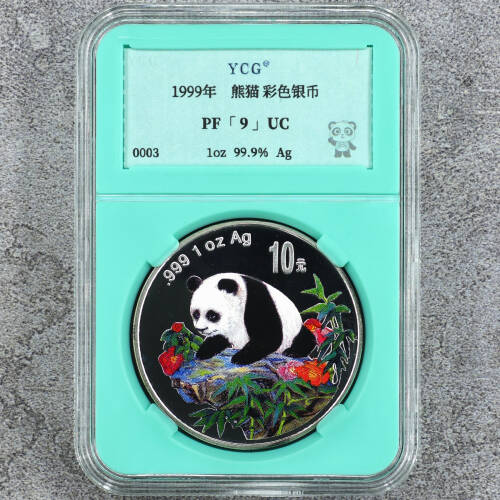 YCG®
1999年 熊猫 彩色银币
PF「9」UC
0003 1oz 99.9% Ag
.999 1 oz Ag 10元